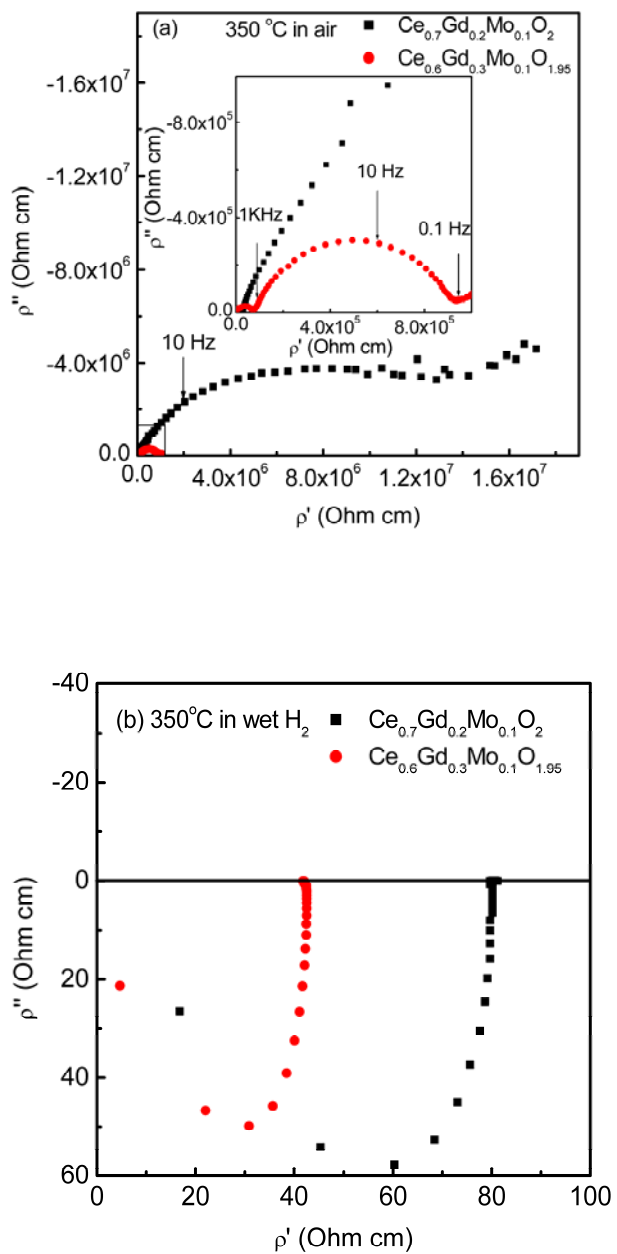 (a) 350 °C in air
Ce0.7Gd0.2Mo0.1O2
Ce0.6Gd0.3Mo0.1O1.95
-1.8x10^7
-1.2x10^7
-8.0x10^6
-4.0x10^6
0.0
ρ'' (Ohm cm)
-8.0x10^5
-4.0x10^5
0.0
ρ'' (Ohm cm)
1KHz
10 Hz
0.1 Hz
0.0 4.0x10^5 8.0x10^5
ρ' (Ohm cm)
10 Hz
0.0 4.0x10^6 8.0x10^6 1.2x10^7 1.6x10^7
ρ' (Ohm cm)
(b) 350°C in wet H2
Ce0.7Gd0.2Mo0.1O2
Ce0.6Gd0.3Mo0.1O1.95
-40
-20
0
20
40
60
ρ'' (Ohm cm)
0 20 40 60 80 100
ρ' (Ohm cm)